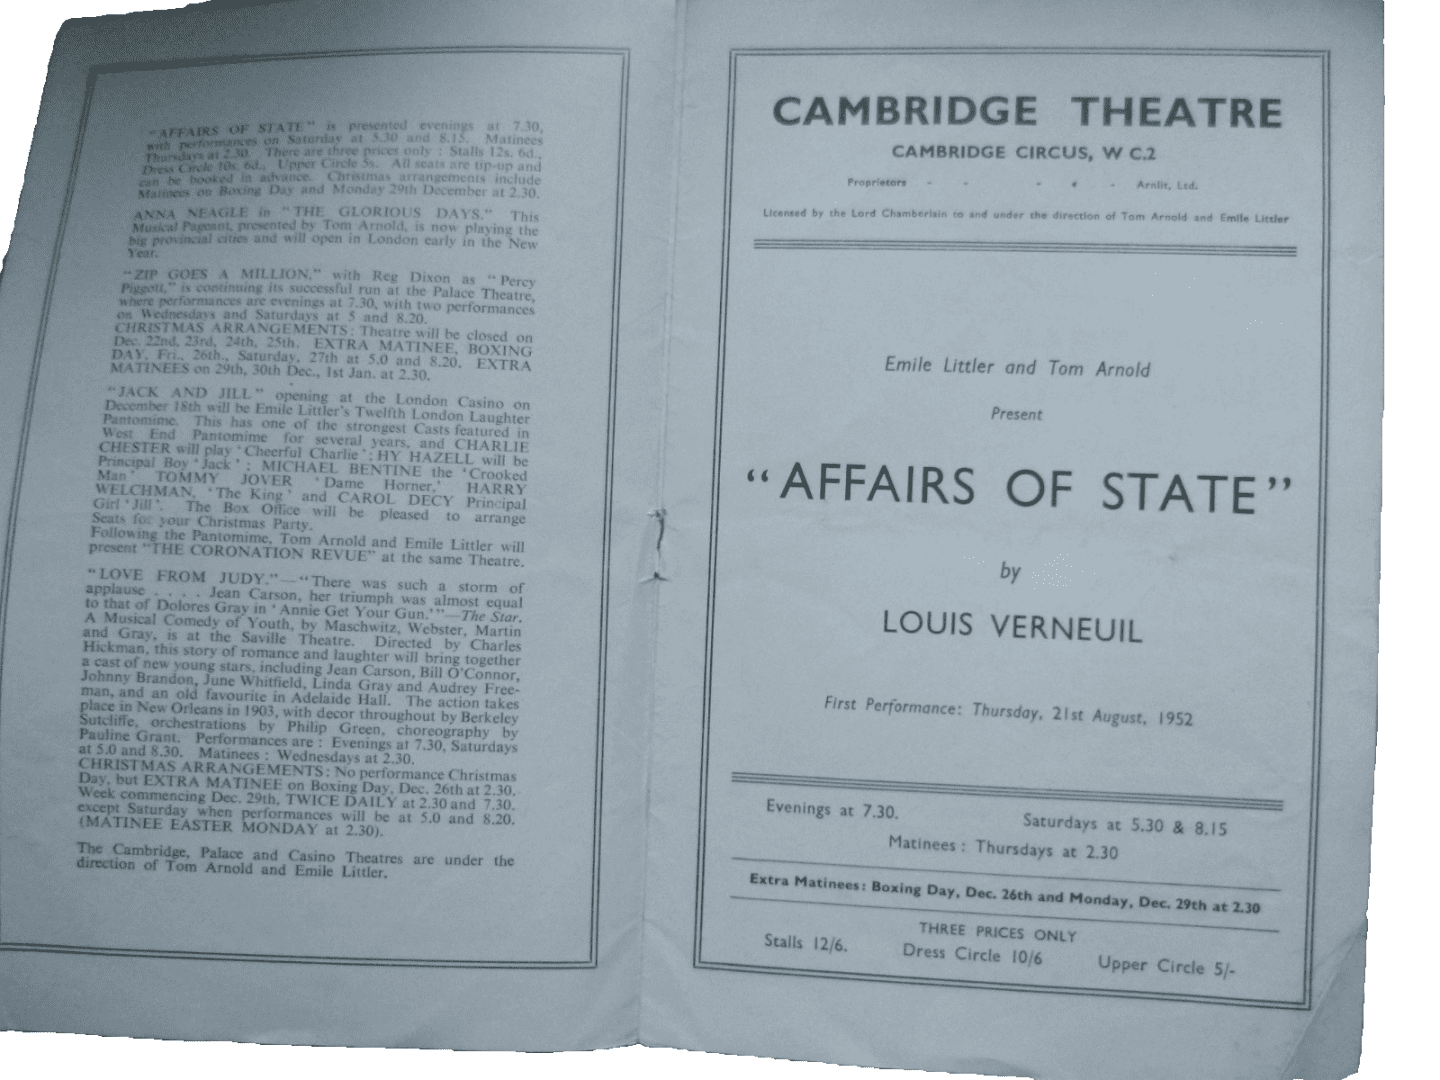 "AFFAIRS OF STATE" is presented evenings at 7.30,
with performances on Saturday at 5.30 and 8.15. Matinees
Thursdays at 2.30. There are three prices only : Stalls 12s. 6d.,
Dress Circle 10s. 6d., Upper Circle 5s. All seats are tip-up and
can be booked in advance. Christmas arrangements include
Matinees on Boxing Day and Monday 29th December at 2.30.
ANNA NEAGLE in "THE GLORIOUS DAYS." This
Musical Pageant, presented by Tom Arnold, is now playing the
big provincial cities and will open in London early in the New
Year.
"ZIP GOES A MILLION," with Reg Dixon as "Percy
Piggott," is continuing its successful run at the Palace Theatre,
where performances are evenings at 7.30, with two performances
on Wednesdays and Saturdays at 5 and 8.20.
CHRISTMAS ARRANGEMENTS: Theatre will be closed on
Dec. 22nd, 23rd, 24th, 25th. EXTRA MATINEE, BOXING
DAY, Fri., 26th., Saturday, 27th at 5.0 and 8.20. EXTRA
MATINEES on 29th, 30th Dec., 1st Jan. at 2.30.
"JACK AND JILL" opening at the London Casino on
December 18th will be Emile Littler's Twelfth London Laughter
Pantomime. This has one of the strongest Casts featured in
West End Pantomime for several years, and CHARLIE
CHESTER will play 'Cheerful Charlie'; HY HAZELL will be
Principal Boy 'Jack' ; MICHAEL BENTINE the 'Crooked
Man' TOMMY JOVER 'Dame Horner,' HARRY
WELCHMAN, 'The King' and CAROL DECY Principal
Girl 'Jill'. The Box Office will be pleased to arrange
Seats for your Christmas Party.
Following the Pantomime, Tom Arnold and Emile Littler will
present "THE CORONATION REVUE" at the same Theatre.
"LOVE FROM JUDY."—"There was such a storm of
applause . . . . Jean Carson, her triumph was almost equal
to that of Dolores Gray in 'Annie Get Your Gun.'"—The Star.
A Musical Comedy of Youth, by Maschwitz, Webster, Martin
and Gray, is at the Saville Theatre. Directed by Charles
Hickman, this story of romance and laughter will bring together
a cast of new young stars, including Jean Carson, Bill O'Connor,
Johnny Brandon, June Whitfield, Linda Gray and Audrey Free-
man, and an old favourite in Adelaide Hall. The action takes
place in New Orleans in 1903, with decor throughout by Berkeley
Sutcliffe, orchestrations by Philip Green, choreography by
Pauline Grant. Performances are : Evenings at 7.30, Saturdays
at 5.0 and 8.30. Matinees : Wednesdays at 2.30.
CHRISTMAS ARRANGEMENTS: No performance Christmas
Day, but EXTRA MATINEE on Boxing Day, Dec. 26th at 2.30.
Week commencing Dec. 29th, TWICE DAILY at 2.30 and 7.30.
except Saturday when performances will be at 5.0 and 8.20.
(MATINEE EASTER MONDAY at 2.30).
The Cambridge, Palace and Casino Theatres are under the
direction of Tom Arnold and Emile Littler.
CAMBRIDGE THEATRE
CAMBRIDGE CIRCUS, W C.2
Proprietors - - - - - Arnlit, Ltd.
Licensed by the Lord Chamberlain to and under the direction of Tom Arnold and Emile Littler
Emile Littler and Tom Arnold
Present
"AFFAIRS OF STATE"
by
LOUIS VERNEUIL
First Performance: Thursday, 21st August, 1952
Evenings at 7.30. Saturdays at 5.30 & 8.15
Matinees : Thursdays at 2.30
Extra Matinees: Boxing Day, Dec. 26th and Monday, Dec. 29th at 2.30
THREE PRICES ONLY
Stalls 12/6. Dress Circle 10/6 Upper Circle 5/-